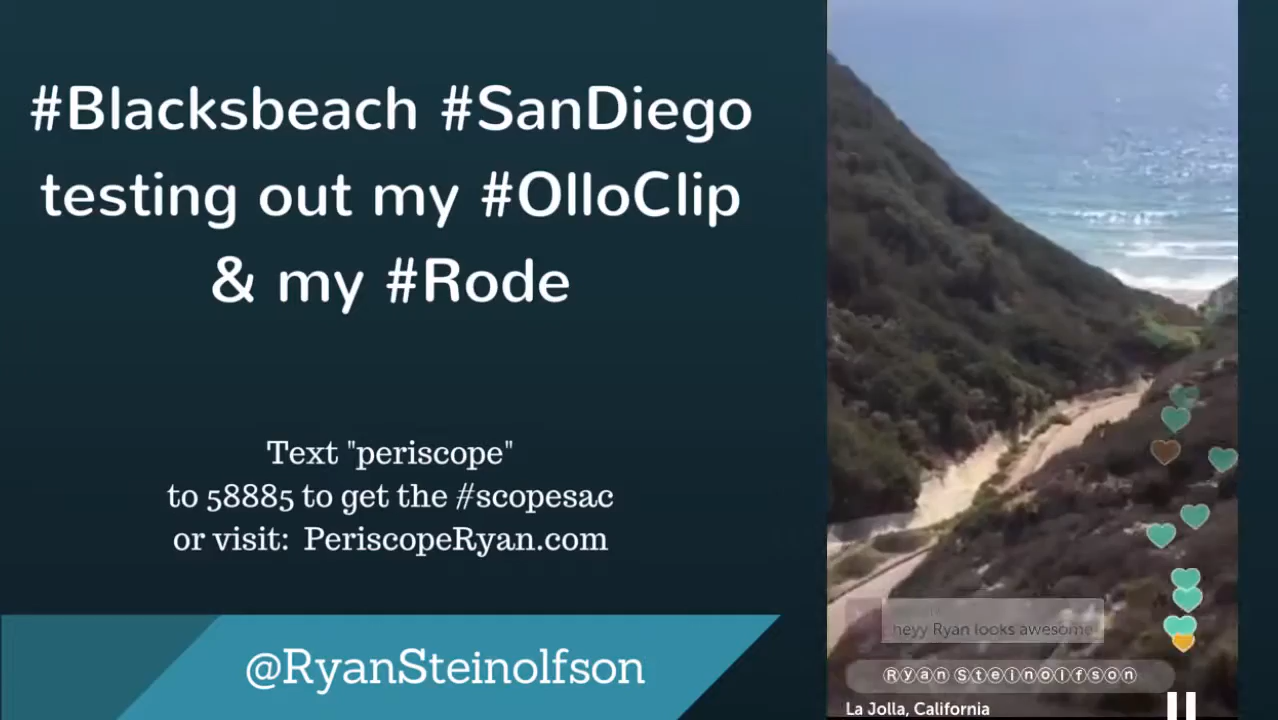 #Blacksbeach #SanDiego
testing out my #OlloClip
& my #Rode
Text "periscope"
to 58885 to get the #scopesac
or visit: PeriscopeRyan.com
@RyanSteinolfson
heyy Ryan looks awesome
Ⓡⓨⓐⓝ Ⓢⓣⓔⓘⓝⓞⓛⓕⓢⓞⓝ
La Jolla, California